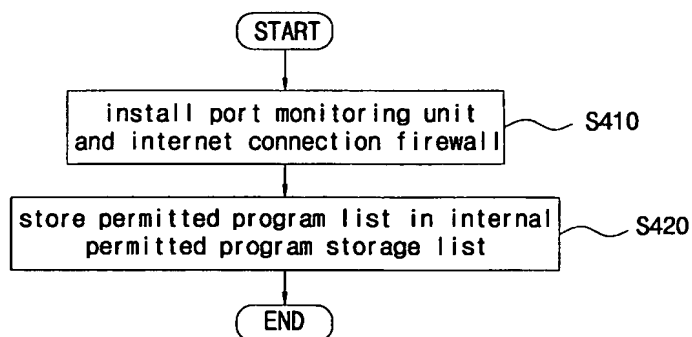 START
install port monitoring unit
and internet connection firewall
S410
store permitted program list in internal
permitted program storage list
S420
END